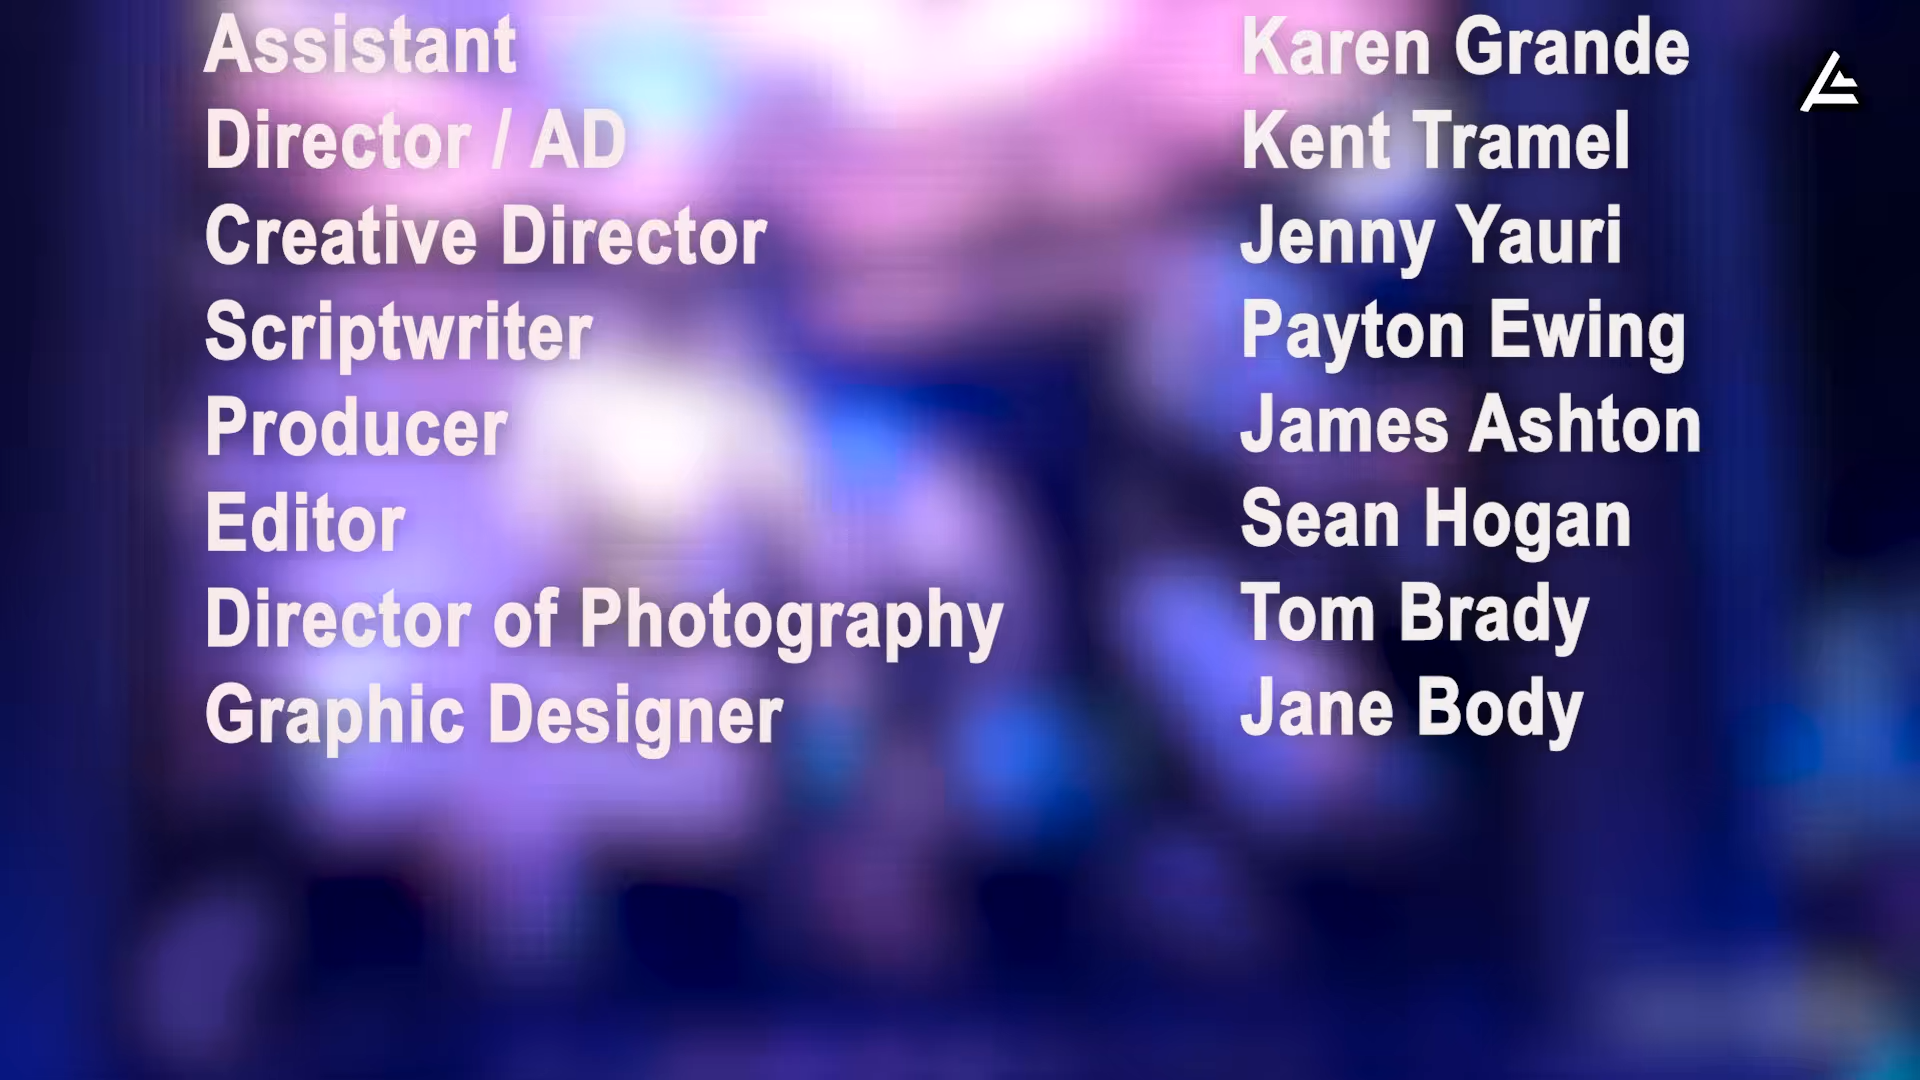 Assistant Karen Grande
Director / AD Kent Tramel
Creative Director Jenny Yauri
Scriptwriter Payton Ewing
Producer James Ashton
Editor Sean Hogan
Director of Photography Tom Brady
Graphic Designer Jane Body